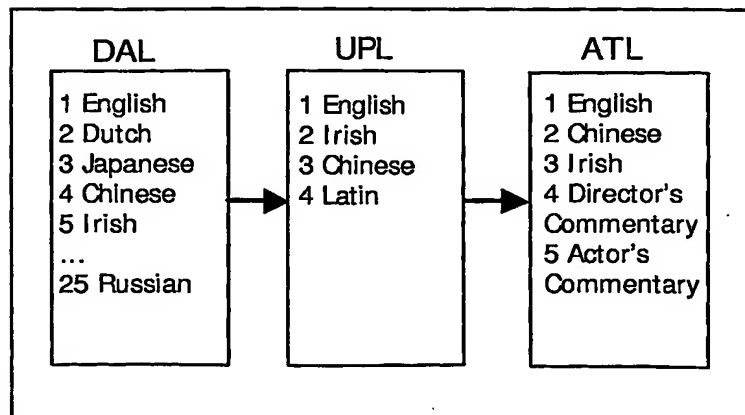 DAL
1 English
2 Dutch
3 Japanese
4 Chinese
5 Irish
...
25 Russian
UPL
1 English
2 Irish
3 Chinese
4 Latin
ATL
1 English
2 Chinese
3 Irish
4 Director's
Commentary
5 Actor's
Commentary